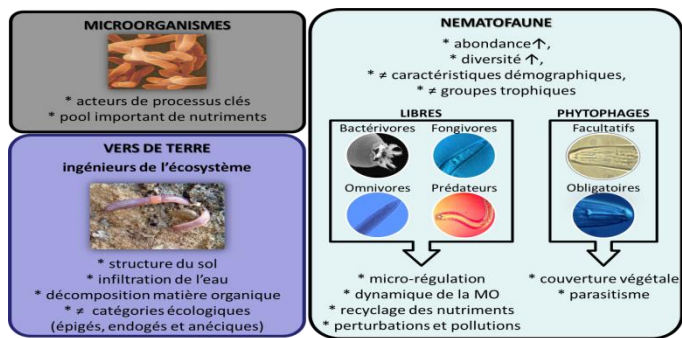 MICROORGANISMES
* acteurs de processus clés
* pool important de nutriments
VERS DE TERRE
ingénieurs de l'écosystème
* structure du sol
* infiltration de l'eau
* décomposition matière organique
* ≠ catégories écologiques
(épigés, endogés et anéciques)
NEMATOFAUNE
* abondance↑,
* diversité ↑,
* ≠ caractéristiques démographiques,
* ≠ groupes trophiques
LIBRES
Bactérivores Fongivores
Omnivores Prédateurs
* micro-régulation
* dynamique de la MO
* recyclage des nutriments
* perturbations et pollutions
PHYTOPHAGES
Facultatifs
Obligatoires
* couverture végétale
* parasitisme